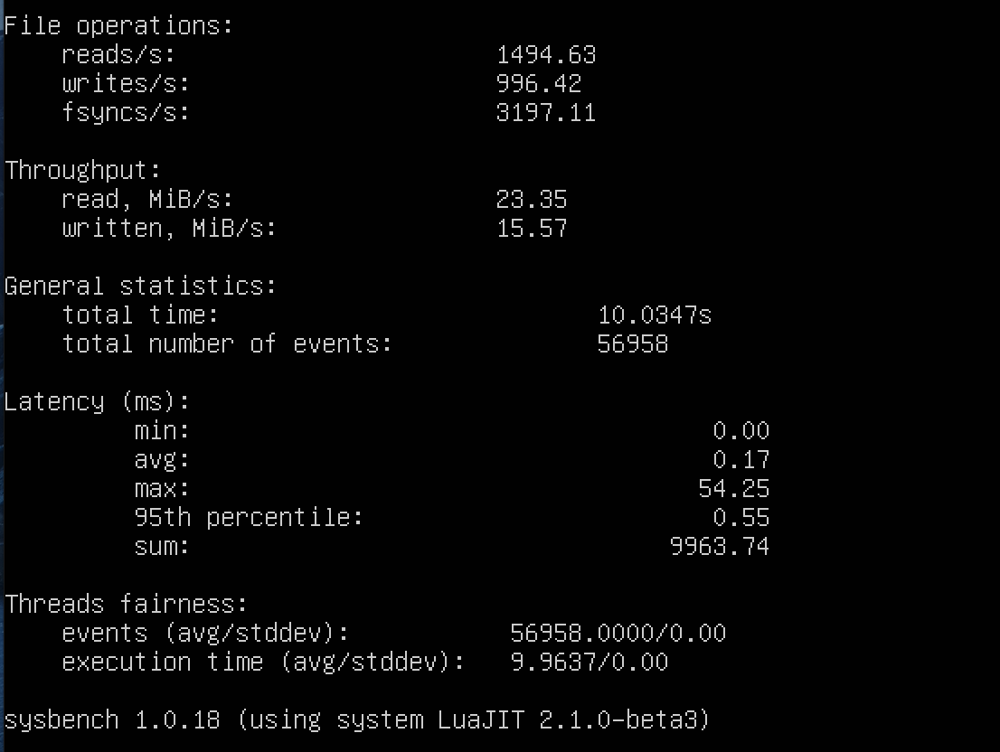 File operations:
reads/s: 1494.63
writes/s: 996.42
fsyncs/s: 3197.11
Throughput:
read, MiB/s: 23.35
written, MiB/s: 15.57
General statistics:
total time: 10.0347s
total number of events: 56958
Latency (ms):
min: 0.00
avg: 0.17
max: 54.25
95th percentile: 0.55
sum: 9963.74
Threads fairness:
events (avg/stddev): 56958.0000/0.00
execution time (avg/stddev): 9.9637/0.00
sysbench 1.0.18 (using system LuaJIT 2.1.0-beta3)